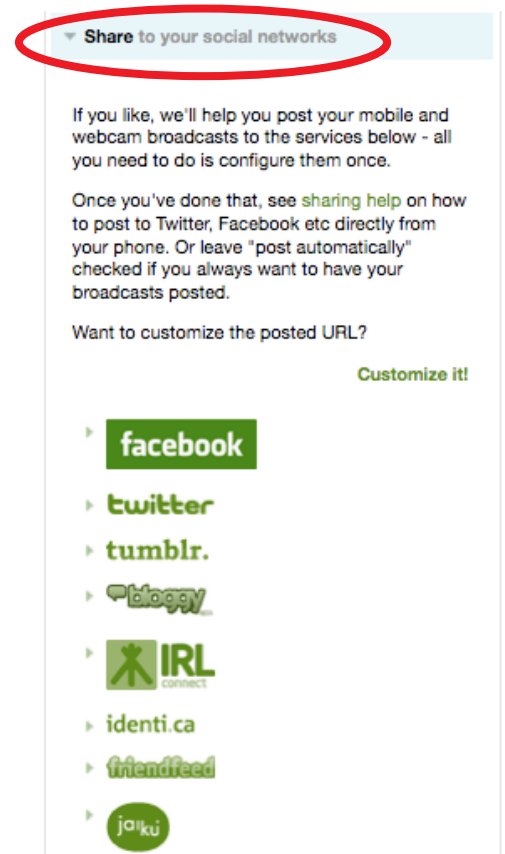 Share to your social networks
If you like, we'll help you post your mobile and
webcam broadcasts to the services below - all
you need to do is configure them once.
Once you've done that, see sharing help on how
to post to Twitter, Facebook etc directly from
your phone. Or leave "post automatically"
checked if you always want to have your
broadcasts posted.
Want to customize the posted URL?
Customize it!
facebook
twitter
tumblr.
bloggy
IRL
connect
identi.ca
friendfeed
jaiku